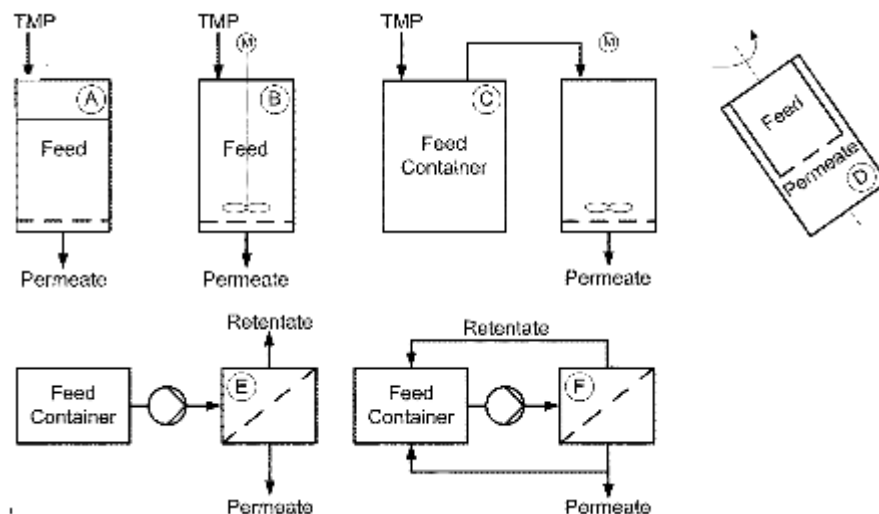 TMP
A
Feed
Permeate
TMP
M
B
Feed
Permeate
TMP
C
Feed
Container
M
Permeate
Feed
Permeate
D
Feed
Container
Retentate
E
Permeate
Retentate
Feed
Container
F
Permeate